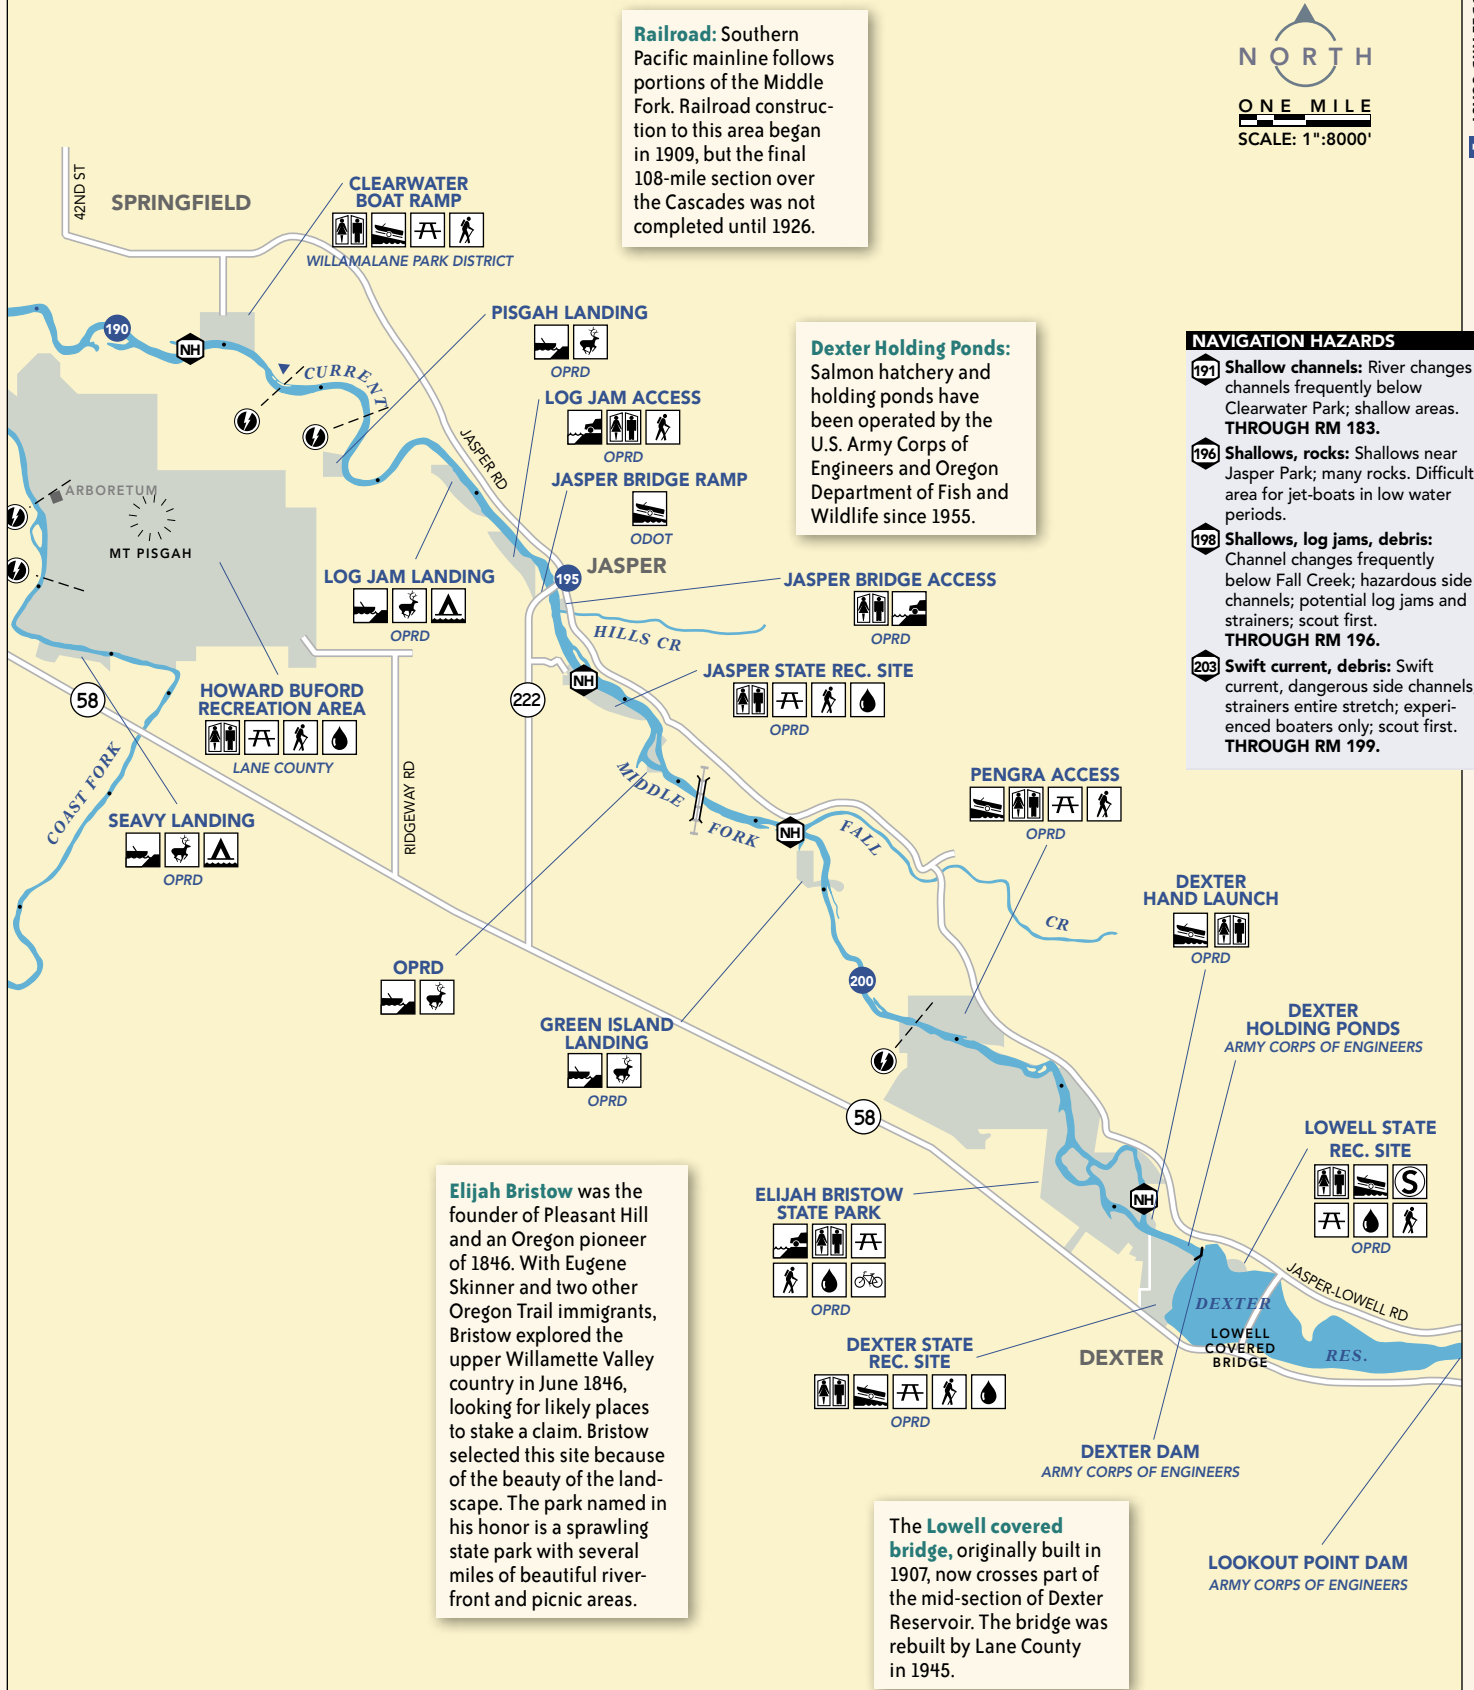 Railroad: Southern
Pacific mainline follows
portions of the Middle
Fork. Railroad construc-
tion to this area began
in 1909, but the final
108-mile section over
the Cascades was not
completed until 1926.
NORTH
ONE MILE
SCALE: 1":8000'
42ND ST
SPRINGFIELD
CLEARWATER
BOAT RAMP
WILLAMALANE PARK DISTRICT
190
NH
CURRENT
PISGAH LANDING
OPRD
LOG JAM ACCESS
OPRD
JASPER RD
JASPER BRIDGE RAMP
ODOT
Dexter Holding Ponds:
Salmon hatchery and
holding ponds have
been operated by the
U.S. Army Corps of
Engineers and Oregon
Department of Fish and
Wildlife since 1955.
NAVIGATION HAZARDS
191 Shallow channels: River changes
channels frequently below
Clearwater Park; shallow areas.
THROUGH RM 183.
196 Shallows, rocks: Shallows near
Jasper Park; many rocks. Difficult
area for jet-boats in low water
periods.
198 Shallows, log jams, debris:
Channel changes frequently
below Fall Creek; hazardous side
channels; potential log jams and
strainers; scout first.
THROUGH RM 196.
203 Swift current, debris: Swift
current, dangerous side channels
strainers entire stretch; experi-
enced boaters only; scout first.
THROUGH RM 199.
ARBORETUM
MT PISGAH
LOG JAM LANDING
OPRD
JASPER
195
JASPER BRIDGE ACCESS
OPRD
HILLS CR
NH
JASPER STATE REC. SITE
OPRD
58
222
HOWARD BUFORD
RECREATION AREA
LANE COUNTY
COAST FORK
RIDGEWAY RD
SEAVY LANDING
OPRD
MIDDLE
FORK
NH
FALL
CR
PENGRA ACCESS
OPRD
DEXTER
HAND LAUNCH
OPRD
OPRD
200
GREEN ISLAND
LANDING
OPRD
58
DEXTER
HOLDING PONDS
ARMY CORPS OF ENGINEERS
LOWELL STATE
REC. SITE
S
OPRD
ELIJAH BRISTOW
STATE PARK
OPRD
NH
JASPER-LOWELL RD
DEXTER
LOWELL
COVERED
BRIDGE
RES.
DEXTER STATE
REC. SITE
OPRD
DEXTER
DEXTER DAM
ARMY CORPS OF ENGINEERS
LOOKOUT POINT DAM
ARMY CORPS OF ENGINEERS
Elijah Bristow was the
founder of Pleasant Hill
and an Oregon pioneer
of 1846. With Eugene
Skinner and two other
Oregon Trail immigrants,
Bristow explored the
upper Willamette Valley
country in June 1846,
looking for likely places
to stake a claim. Bristow
selected this site because
of the beauty of the land-
scape. The park named in
his honor is a sprawling
state park with several
miles of beautiful river-
front and picnic areas.
The Lowell covered
bridge, originally built in
1907, now crosses part of
the mid-section of Dexter
Reservoir. The bridge was
rebuilt by Lane County
in 1945.